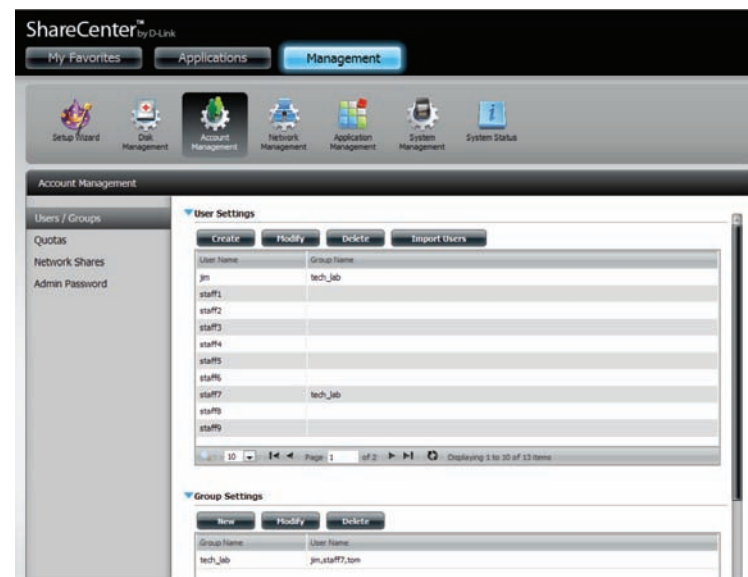 ShareCenter™ by D-Link
My Favorites Applications Management
Setup Wizard
Disk Management
Account Management
Network Management
Application Management
System Management
System Status
Account Management
Users / Groups
Quotas
Network Shares
Admin Password
User Settings
Create Modify Delete Import Users
User Name Group Name
jim tech_lab
staff1
staff2
staff3
staff4
staff5
staff6
staff7 tech_lab
staff8
staff9
10 Page 1 of 2 Displaying 1 to 10 of 13 items
Group Settings
New Modify Delete
Group Name User Name
tech_lab jim,staff7,tom